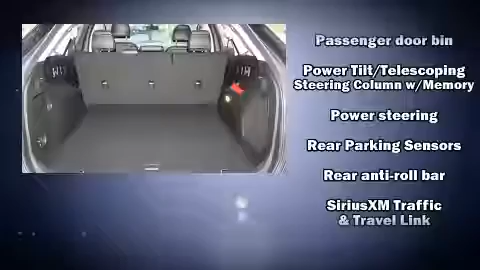 Passenger door bin
Power Tilt/Telescoping
Steering Column w/Memory
Power steering
Rear Parking Sensors
Rear anti-roll bar
SiriusXM Traffic
& Travel Link